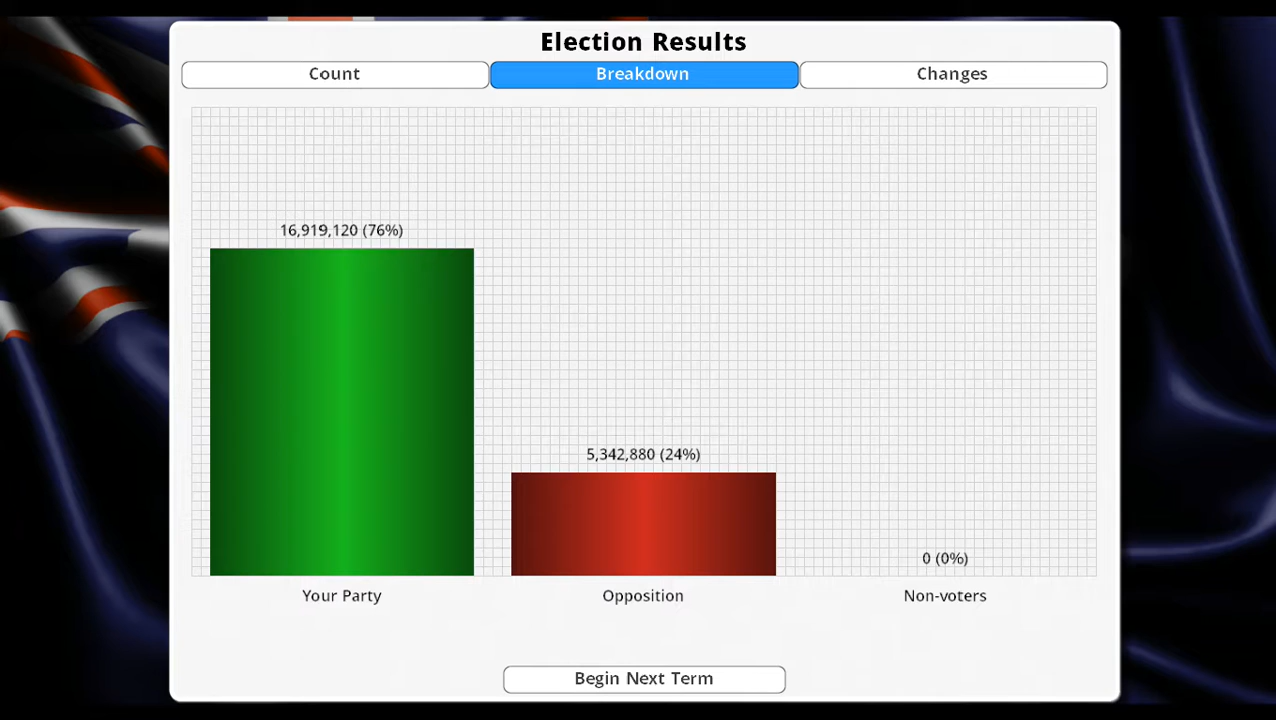 Election Results
Count
Breakdown
Changes
16,919,120 (76%)
5,342,880 (24%)
0 (0%)
Your Party
Opposition
Non-voters
Begin Next Term